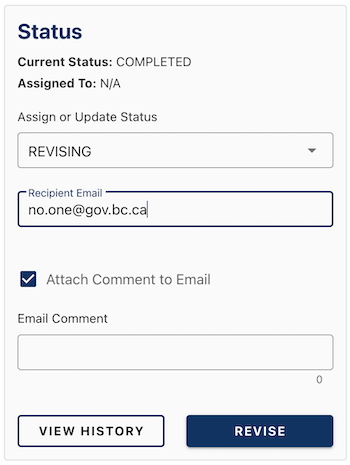 Status
Current Status: COMPLETED
Assigned To: N/A
Assign or Update Status
REVISING
Recipient Email
no.one@gov.bc.ca
Attach Comment to Email
Email Comment
0
VIEW HISTORY
REVISE